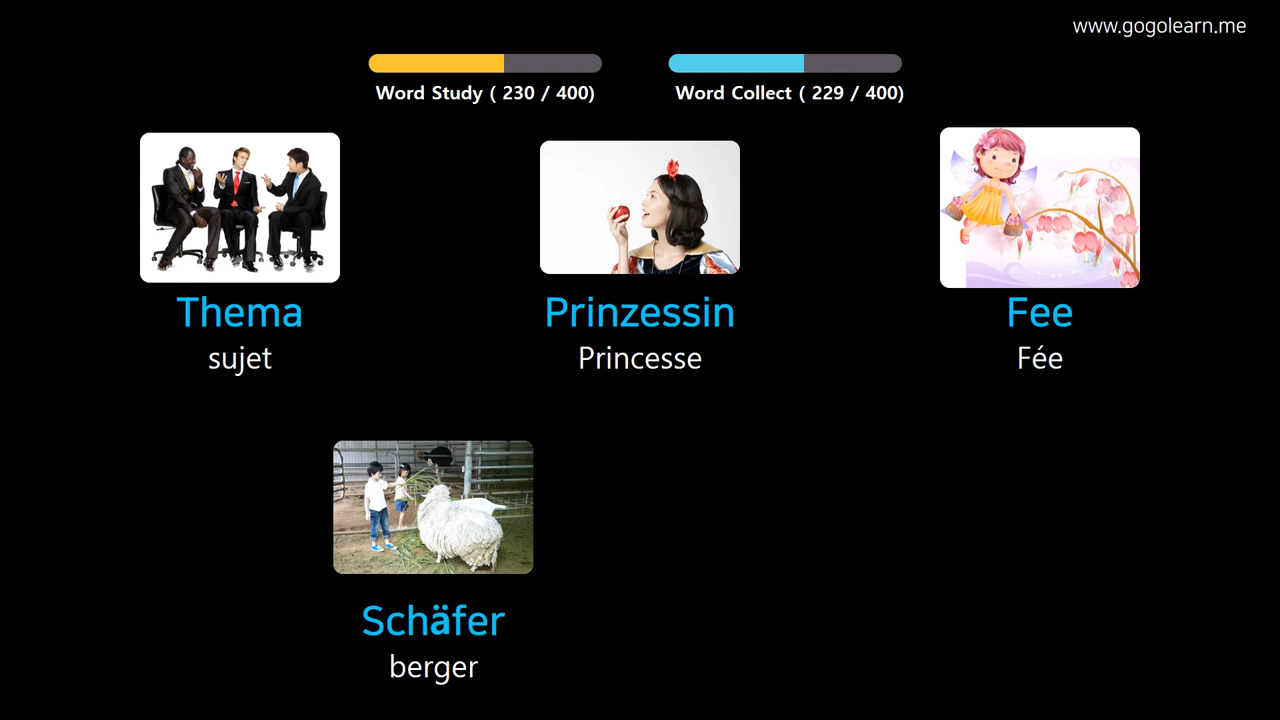 www.gogolearn.me
Word Study ( 230 / 400)
Word Collect ( 229 / 400)
Thema
sujet
Prinzessin
Princesse
Fee
Fée
Schäfer
berger